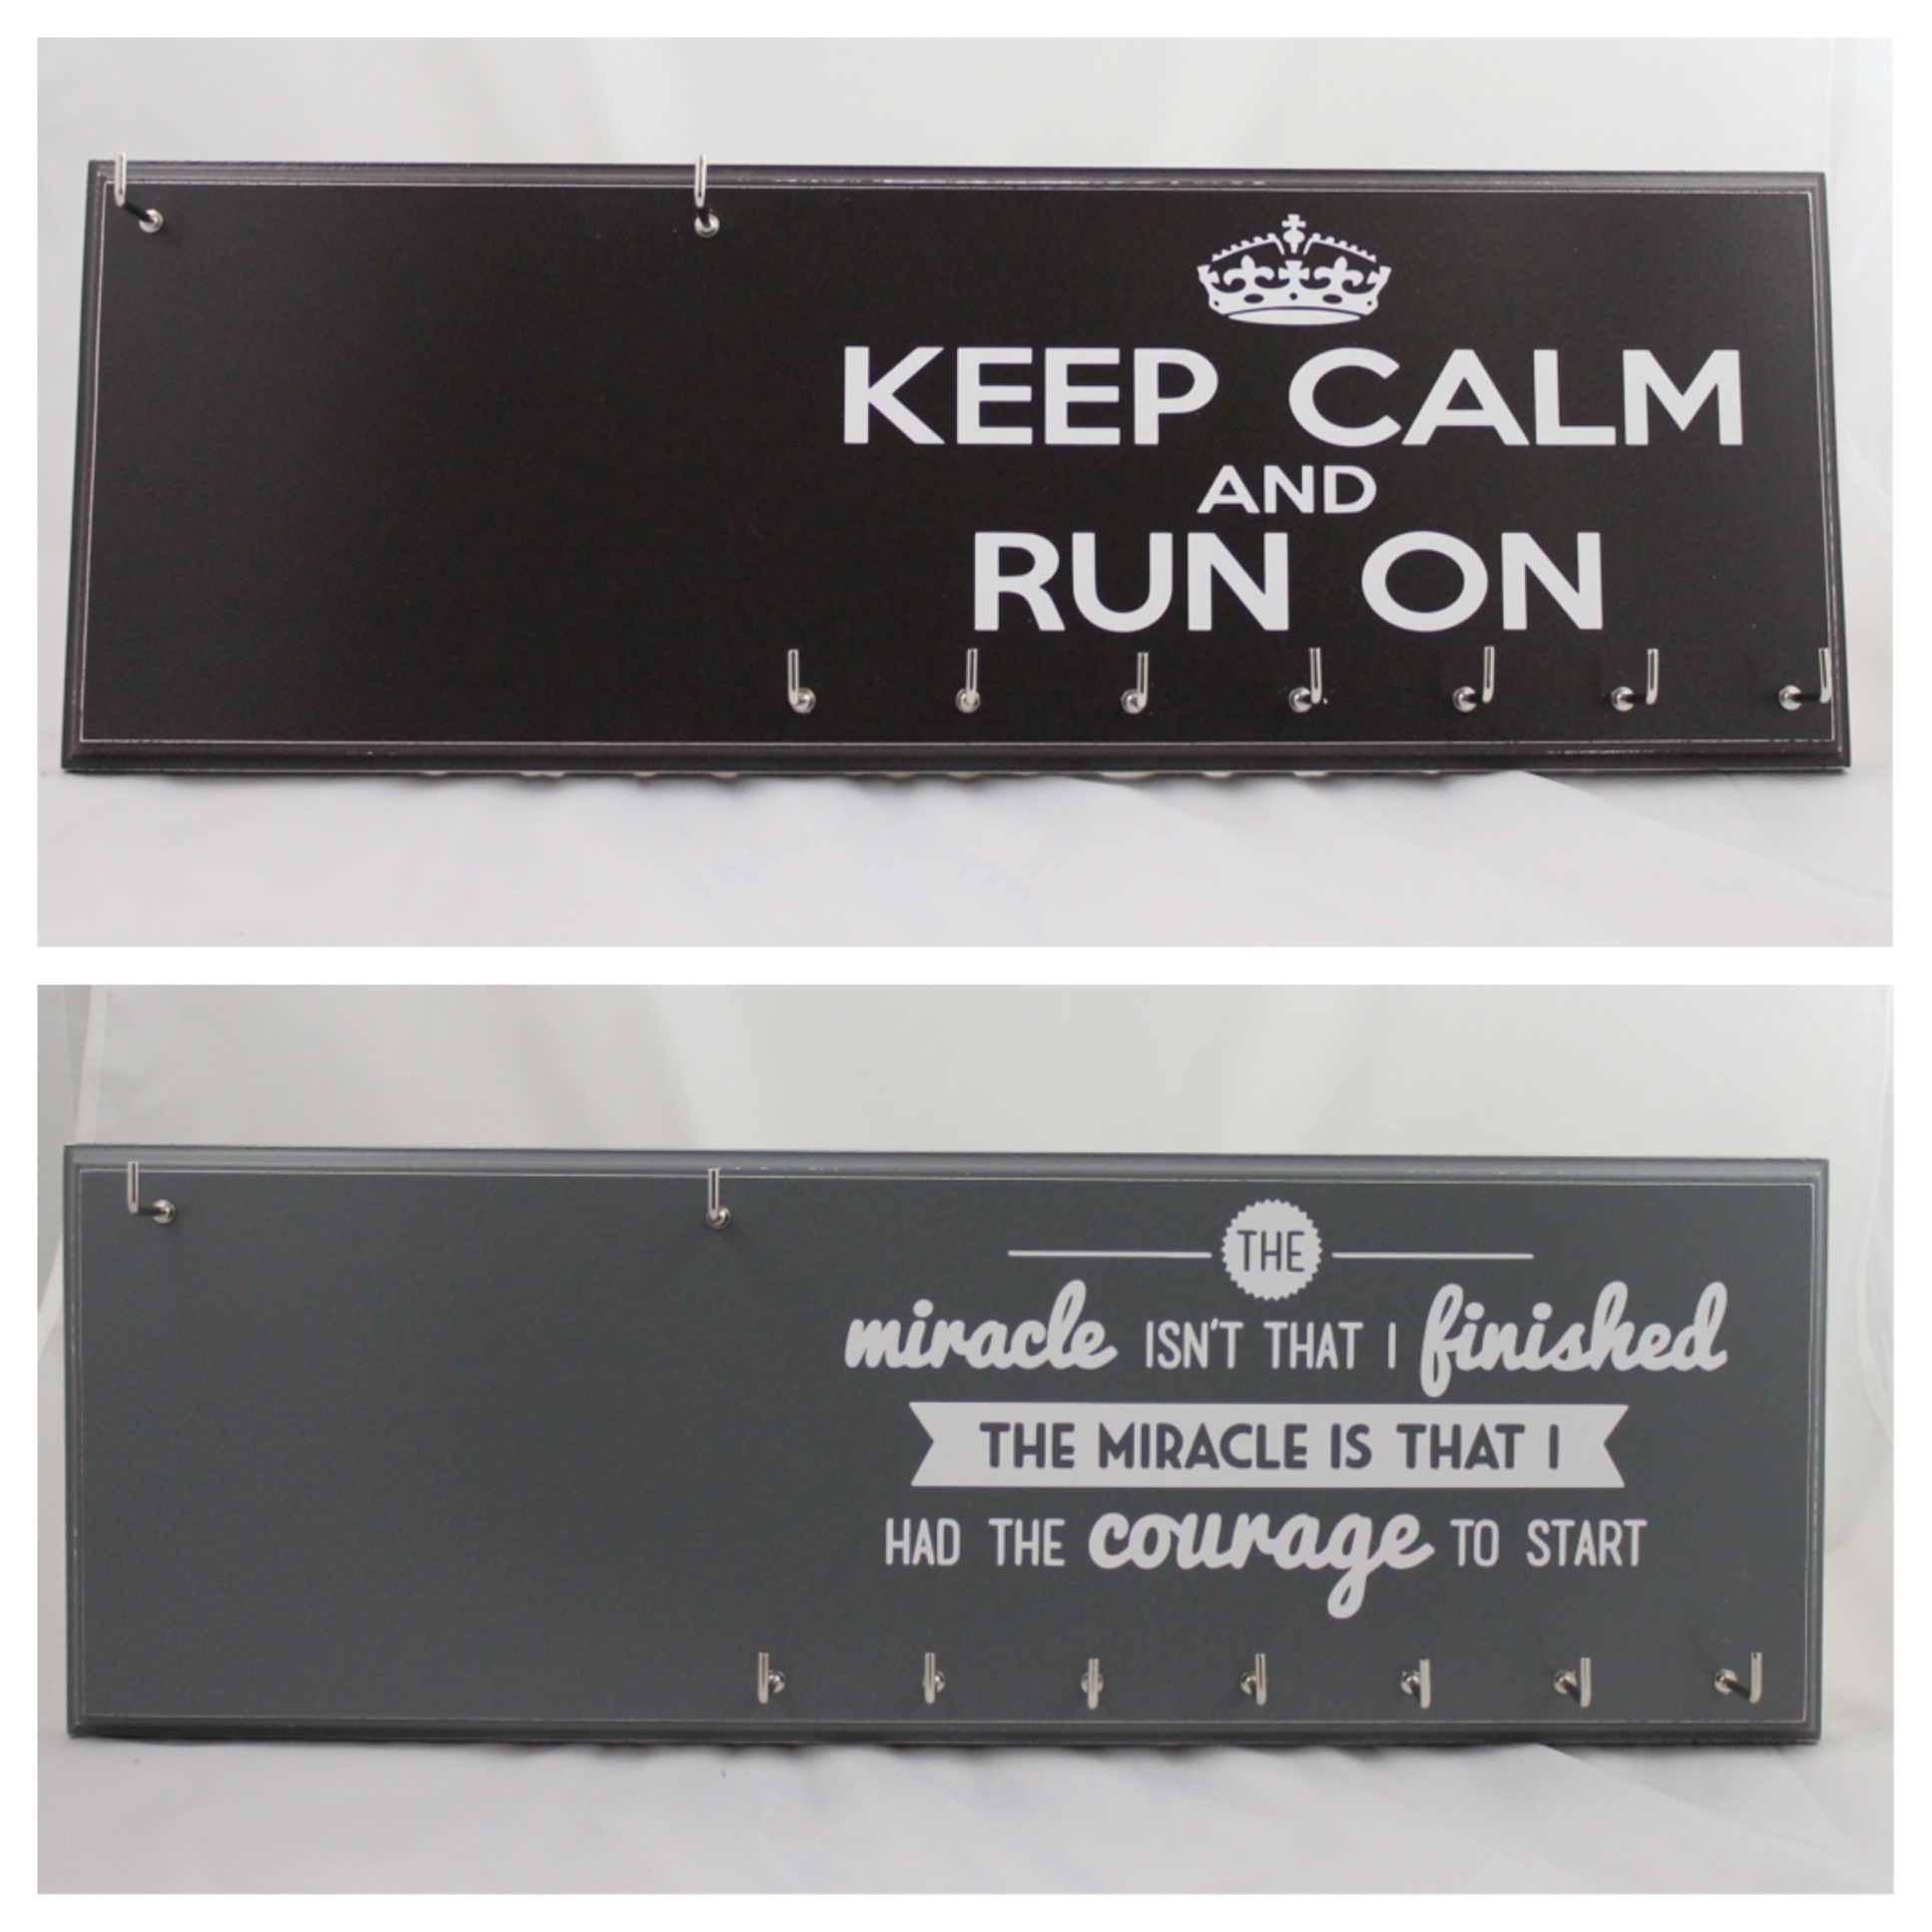 KEEP CALM
AND
RUN ON
THE
miracle ISN'T THAT I finished
THE MIRACLE IS THAT I
HAD THE courage TO START